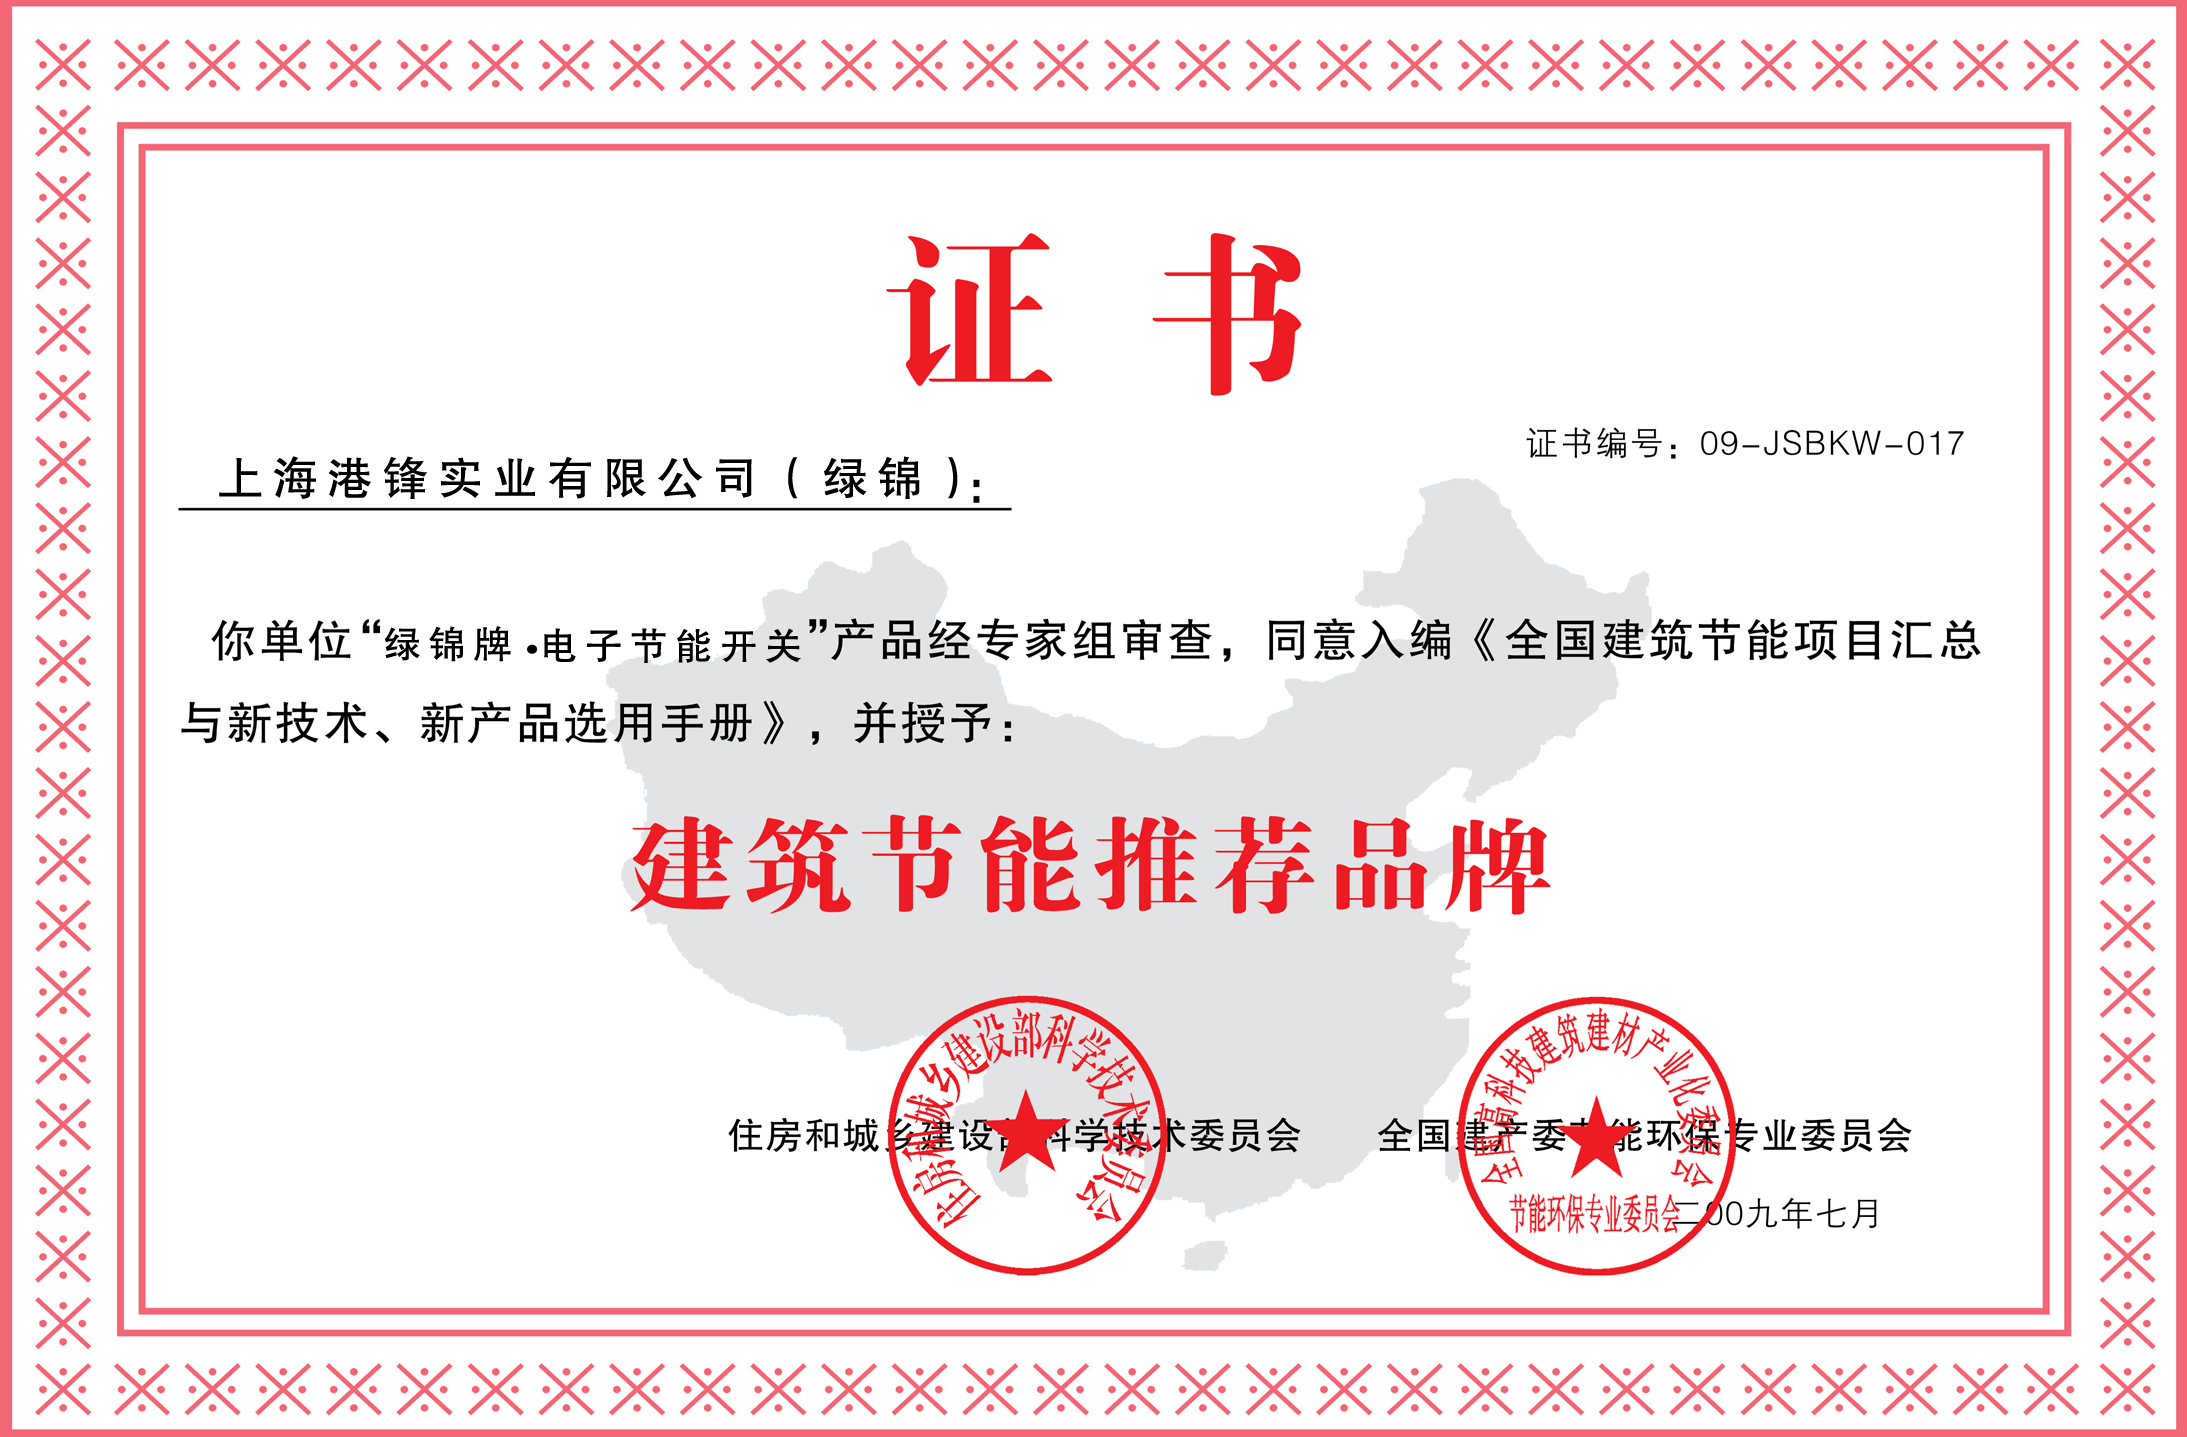 证 书
证书编号：09-JSBKW-017
上海港锋实业有限公司（绿锦）：
你单位“绿锦牌·电子节能开关”产品经专家组审查，同意入编《全国建筑节能项目汇总
与新技术、新产品选用手册》，并授予：
建筑节能推荐品牌
住房和城乡建设部科学技术委员会
全国高科技建筑建材产业化委员会
住房和城乡建设部科学技术委员会 全国建产委节能环保专业委员会
节能环保专业委员会
二00九年七月